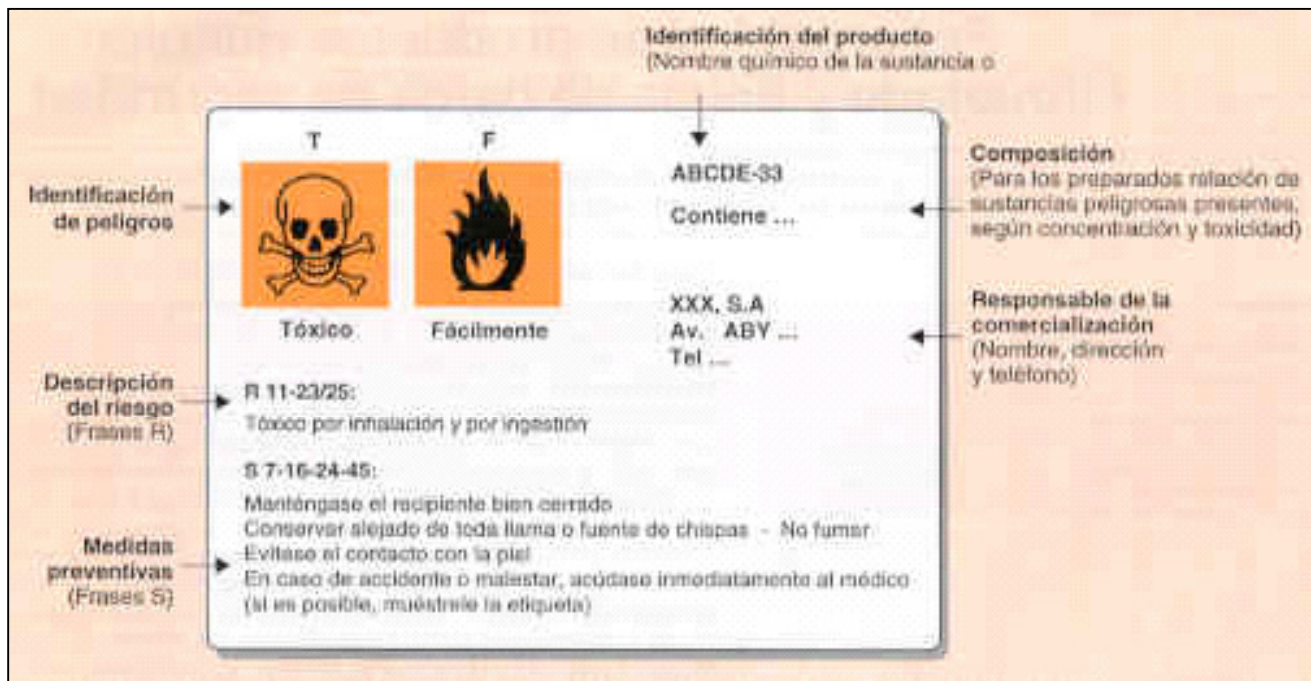 Identificación del producto
(Nombre químico de la sustancia o
T
F
Identificación
de peligros
Tóxico
Fácilmente
ABCDE-33
Contiene ...
Composición
(Para los preparados relación de
sustancias peligrosas presentes,
según concentración y toxicidad)
XXX, S.A
Av. ABY ...
Tel ...
Responsable de la
comercialización
(Nombre, dirección
y teléfono)
Descripción
del riesgo
(Frases R)
R 11-23/25:
Tóxico por inhalación y por ingestión
S 7-16-24-45:
Manténgase el recipiente bien cerrado
Conservar alejado de toda llama o fuente de chispas - No fumar
Evítese el contacto con la piel
En caso de accidente o malestar, acúdase inmediatamente al médico
(si es posible, muéstrele la etiqueta)
Medidas
preventivas
(Frases S)